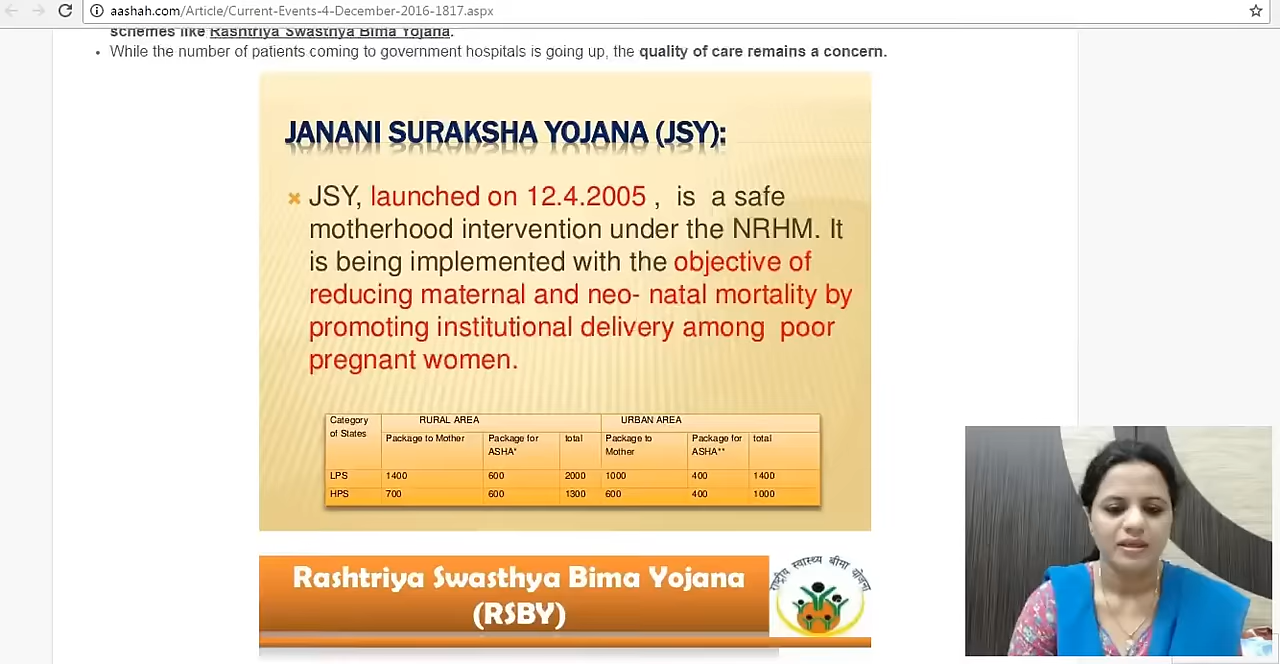 aashah.com/Article/Current-Events-4-December-2016-1817.aspx
schemes like Rashtriya Swasthya Bima Yojana.
While the number of patients coming to government hospitals is going up, the quality of care remains a concern.
JANANI SURAKSHA YOJANA (JSY):
JSY, launched on 12.4.2005 , is a safe
motherhood intervention under the NRHM. It
is being implemented with the objective of
reducing maternal and neo- natal mortality by
promoting institutional delivery among poor
pregnant women.
Category of States RURAL AREA URBAN AREA
Package to Mother Package for ASHA* total Package to Mother Package for ASHA** total
LPS 1400 600 2000 1000 400 1400
HPS 700 600 1300 600 400 1000
Rashtriya Swasthya Bima Yojana
(RSBY)
राष्ट्रीय स्वास्थ्य बीमा योजना